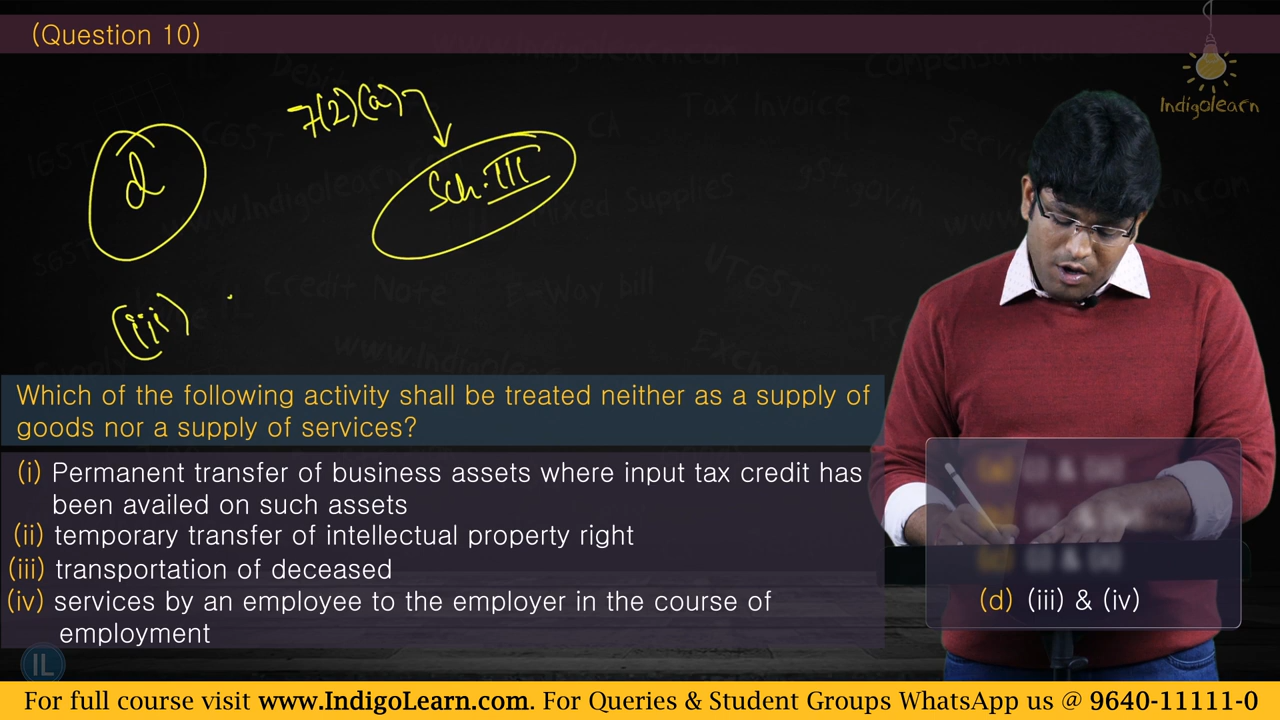 (Question 10)
Indigolearn
7(2)(a)
Sch. III
d
(iii)
Which of the following activity shall be treated neither as a supply of
goods nor a supply of services?
(i) Permanent transfer of business assets where input tax credit has
been availed on such assets
(ii) temporary transfer of intellectual property right
(iii) transportation of deceased
(iv) services by an employee to the employer in the course of
employment
(d) (iii) & (iv)
IL
For full course visit www.IndigoLearn.com. For Queries & Student Groups WhatsApp us @ 9640-11111-0